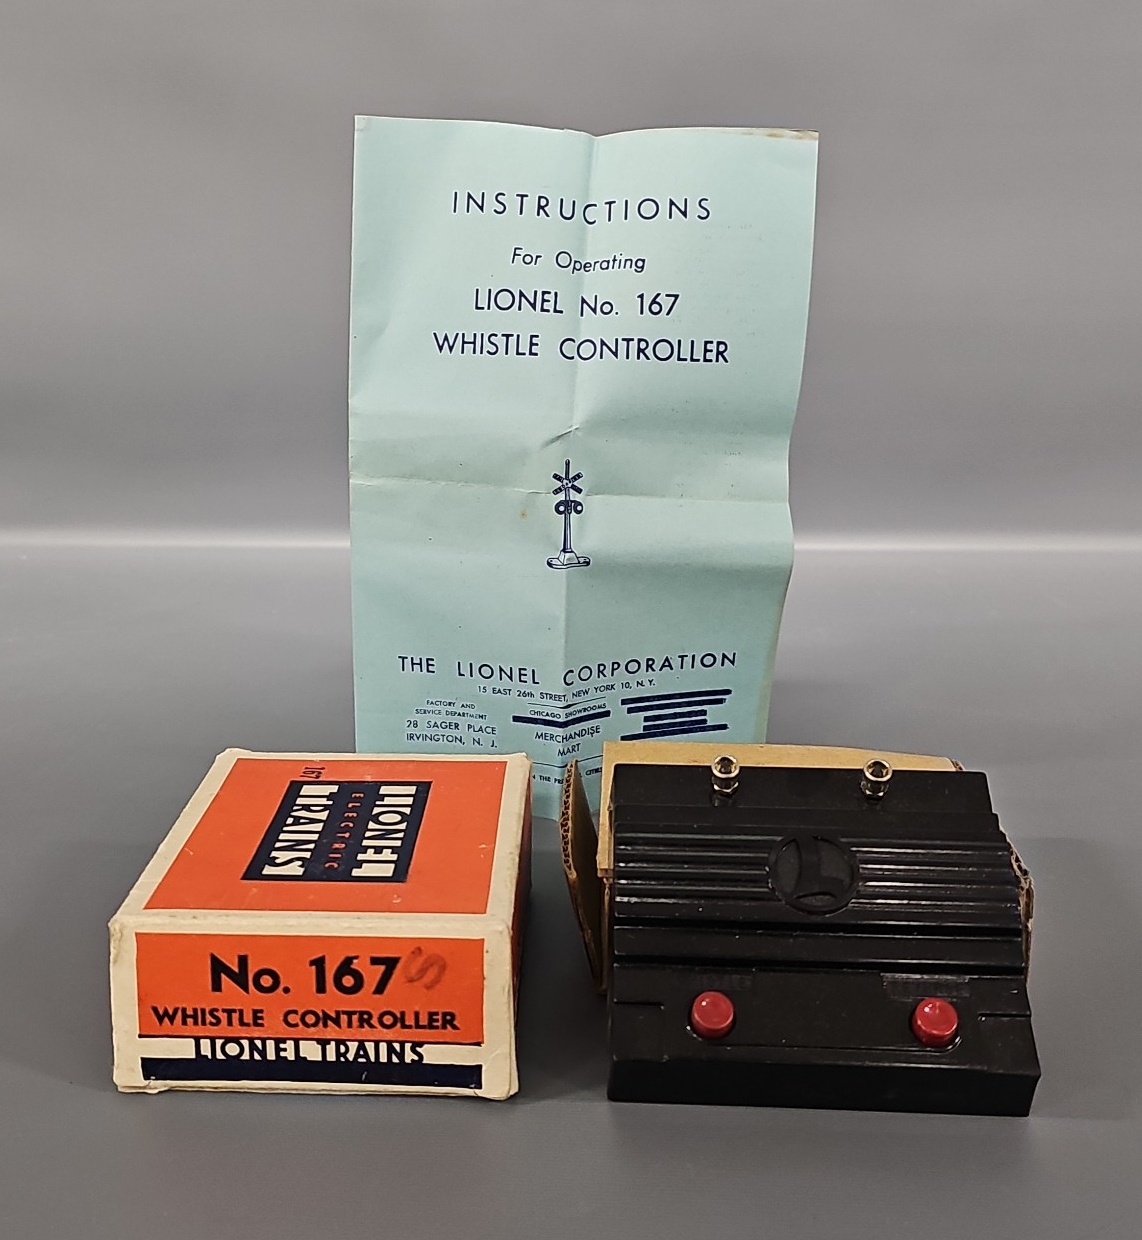 INSTRUCTIONS
For Operating
LIONEL No. 167
WHISTLE CONTROLLER
THE LIONEL CORPORATION
15 EAST 26th STREET, NEW YORK 10, N. Y.
FACTORY AND
SERVICE DEPARTMENT
28 SAGER PLACE
IRVINGTON, N. J.
CHICAGO SHOWROOMS
MERCHANDISE
MART
IN THE
167
LIONEL
ELECTRIC
TRAINS
No. 167 S
WHISTLE CONTROLLER
LIONEL TRAINS
L